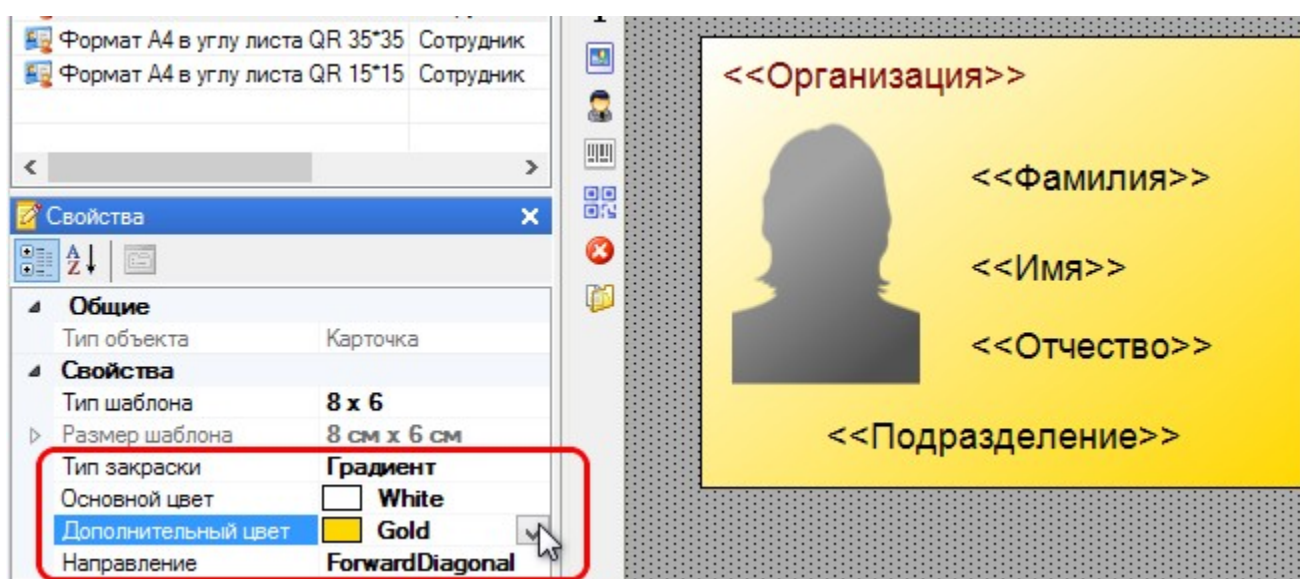 Формат А4 в углу листа QR 35*35 Сотрудник
Формат А4 в углу листа QR 15*15 Сотрудник
Свойства
Общие
Тип объекта Карточка
Свойства
Тип шаблона 8 x 6
Размер шаблона 8 см x 6 см
Тип закраски Градиент
Основной цвет White
Дополнительный цвет Gold
Направление ForwardDiagonal
<<Организация>>
<<Фамилия>>
<<Имя>>
<<Отчество>>
<<Подразделение>>